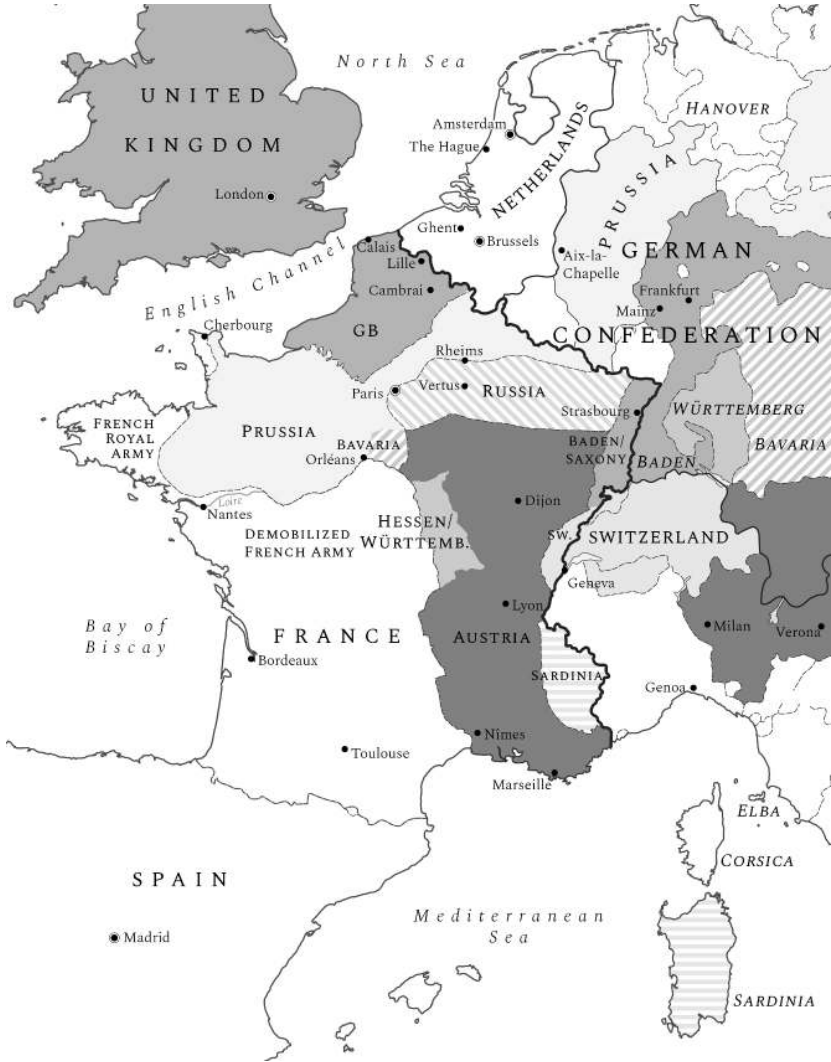 North Sea
UNITED
KINGDOM
London
HANOVER
Amsterdam
The Hague
NETHERLANDS
PRUSSIA
Ghent
Brussels
Calais
Lille
Aix-la-
Chapelle
GERMAN
English Channel
Cambrai
Frankfurt
Mainz
Cherbourg
GB
CONFEDERATION
Rheims
Paris
Vertus
RUSSIA
Strasbourg
WÜRTTEMBERG
FRENCH
ROYAL
ARMY
PRUSSIA
BAVARIA
Orléans
BADEN/
SAXONY
BADEN
BAVARIA
Loire
Nantes
Dijon
DEMOBILIZED
FRENCH ARMY
HESSEN/
WÜRTTEMB.
SW.
SWITZERLAND
Geneva
Bay of
Biscay
FRANCE
Lyon
AUSTRIA
Milan
Verona
Bordeaux
SARDINIA
Genoa
Toulouse
Nîmes
Marseille
ELBA
CORSICA
SPAIN
Madrid
Mediterranean
Sea
SARDINIA